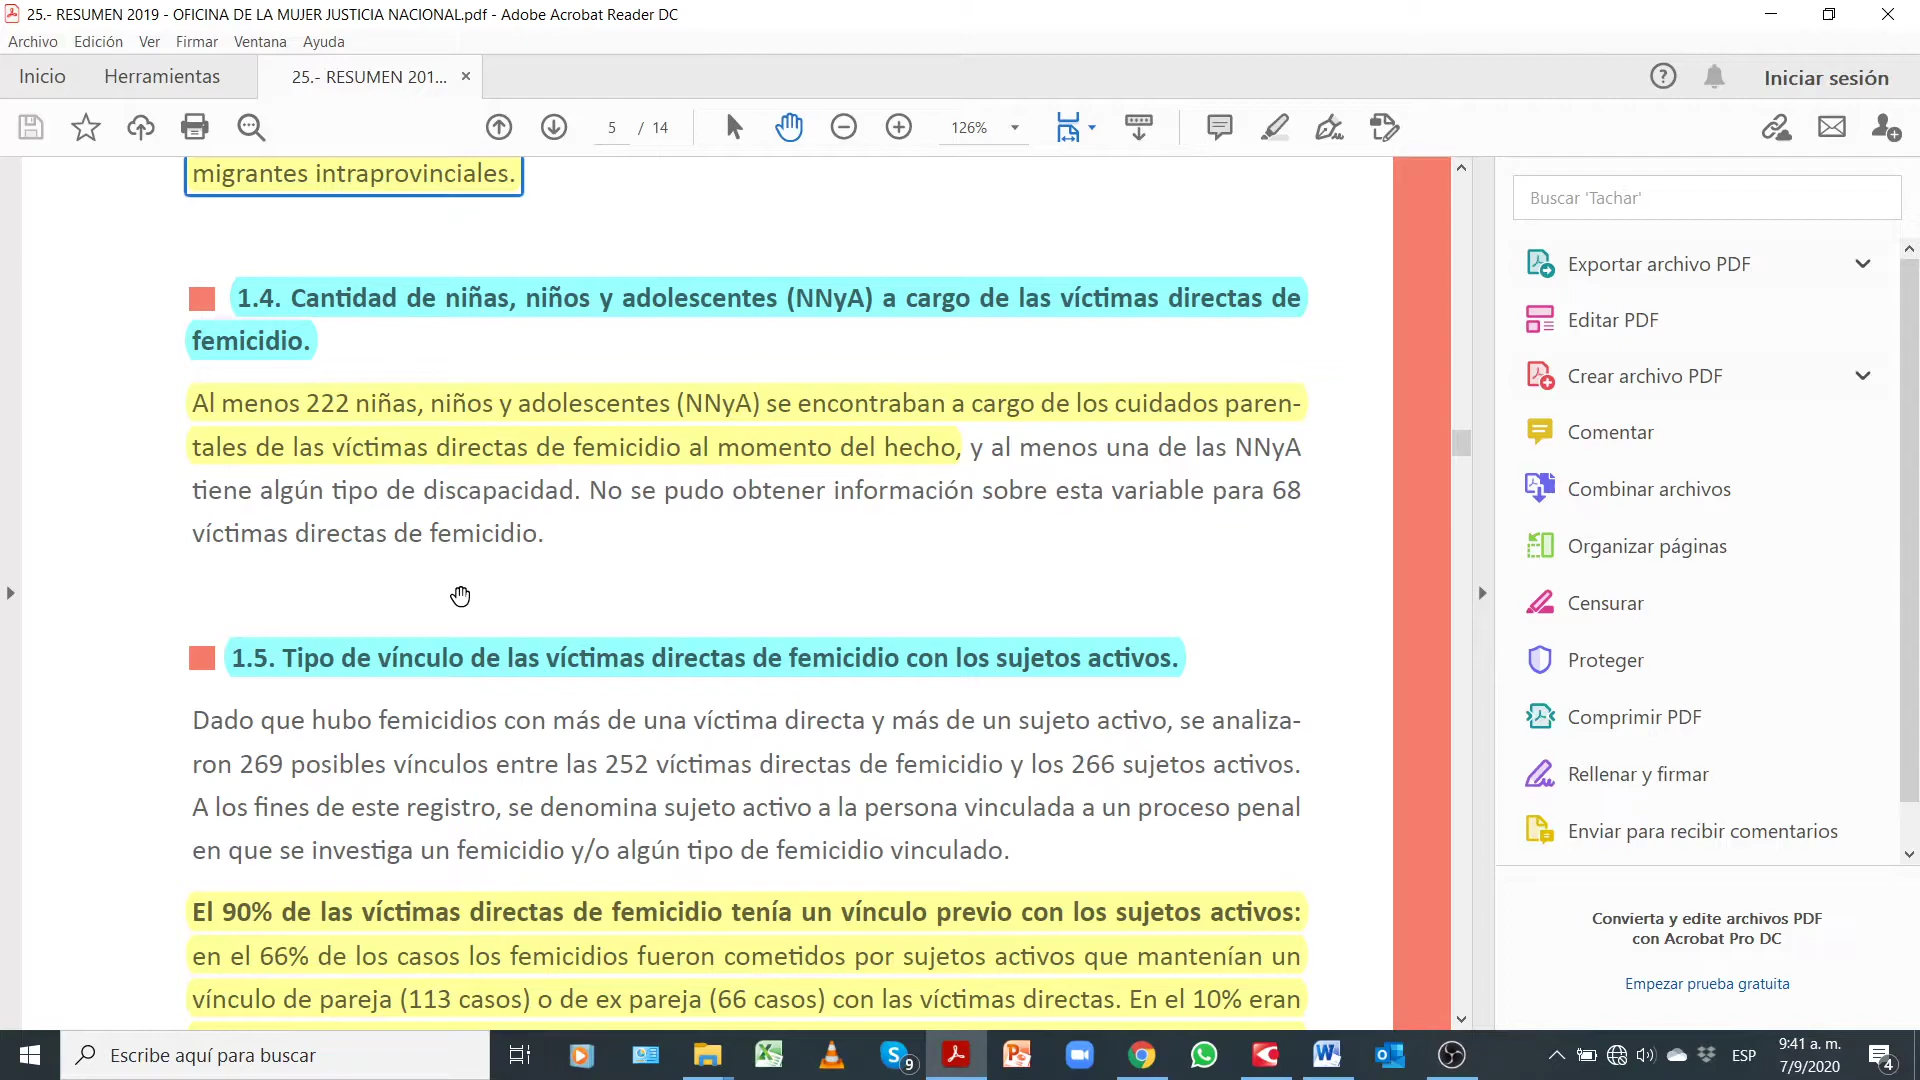 25.- RESUMEN 2019 - OFICINA DE LA MUJER JUSTICIA NACIONAL.pdf - Adobe Acrobat Reader DC
Archivo Edición Ver Firmar Ventana Ayuda
Inicio Herramientas 25.- RESUMEN 201... × Iniciar sesión
5 / 14 126%
migrantes intraprovinciales.
1.4. Cantidad de niñas, niños y adolescentes (NNyA) a cargo de las víctimas directas de
femicidio.
Al menos 222 niñas, niños y adolescentes (NNyA) se encontraban a cargo de los cuidados paren-
tales de las víctimas directas de femicidio al momento del hecho, y al menos una de las NNyA
tiene algún tipo de discapacidad. No se pudo obtener información sobre esta variable para 68
víctimas directas de femicidio.
1.5. Tipo de vínculo de las víctimas directas de femicidio con los sujetos activos.
Dado que hubo femicidios con más de una víctima directa y más de un sujeto activo, se analiza-
ron 269 posibles vínculos entre las 252 víctimas directas de femicidio y los 266 sujetos activos.
A los fines de este registro, se denomina sujeto activo a la persona vinculada a un proceso penal
en que se investiga un femicidio y/o algún tipo de femicidio vinculado.
El 90% de las víctimas directas de femicidio tenía un vínculo previo con los sujetos activos:
en el 66% de los casos los femicidios fueron cometidos por sujetos activos que mantenían un
vínculo de pareja (113 casos) o de ex pareja (66 casos) con las víctimas directas. En el 10% eran
Buscar 'Tachar'
Exportar archivo PDF
Editar PDF
Crear archivo PDF
Comentar
Combinar archivos
Organizar páginas
Censurar
Proteger
Comprimir PDF
Rellenar y firmar
Enviar para recibir comentarios
Convierta y edite archivos PDF
con Acrobat Pro DC
Empezar prueba gratuita
Escribe aquí para buscar
9
ESP
9:41 a. m.
7/9/2020
4